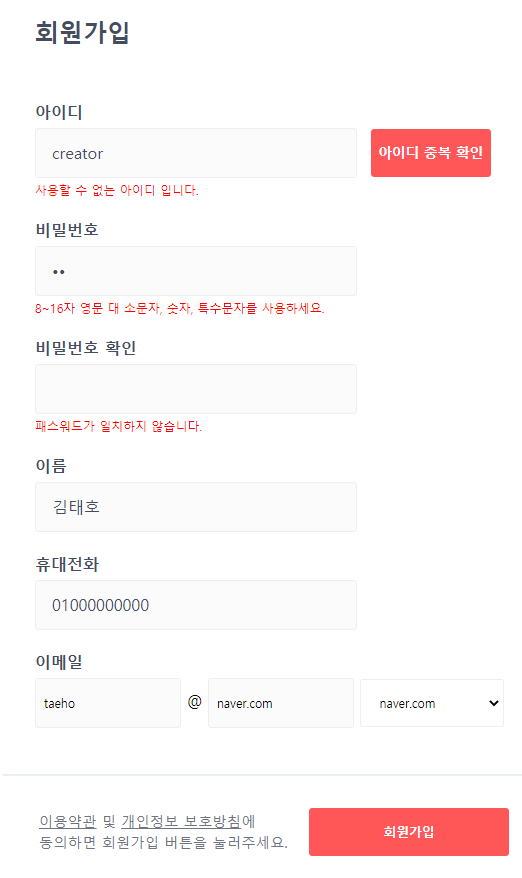 회원가입
아이디
creator
아이디 중복 확인
사용할 수 없는 아이디 입니다.
비밀번호
••
8~16자 영문 대 소문자, 숫자, 특수문자를 사용하세요.
비밀번호 확인
패스워드가 일치하지 않습니다.
이름
김태호
휴대전화
01000000000
이메일
taeho @ naver.com naver.com
이용약관 및 개인정보 보호방침에
동의하면 회원가입 버튼을 눌러주세요.
회원가입